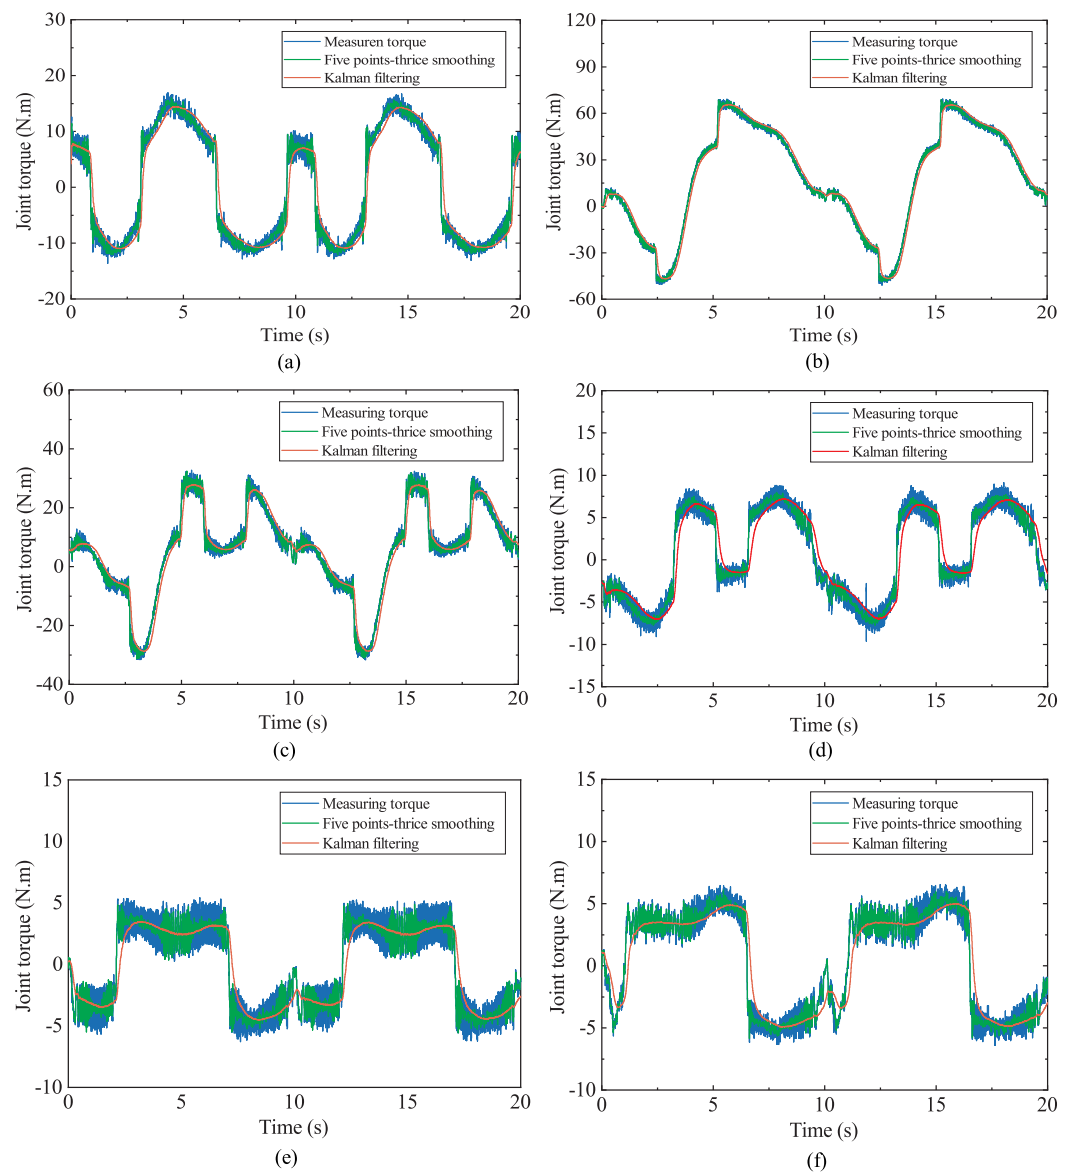 30
20
10
0
-10
-20
Joint torque (N.m)
Measuren torque
Five points-thrice smoothing
Kalman filtering
0 5 10 15 20
Time (s)
(a)
120
90
60
30
0
-30
-60
Joint torque (N.m)
Measuring torque
Five points-thrice smoothing
Kalman filtering
0 5 10 15 20
Time (s)
(b)
60
40
20
0
-20
-40
Joint torque (N.m)
Measuring torque
Five points-thrice smoothing
Kalman filtering
0 5 10 15 20
Time (s)
(c)
20
15
10
5
0
-5
-10
-15
Joint torque (N.m)
Measuring torque
Five points-thrice smoothing
Kalman filtering
0 5 10 15 20
Time (s)
(d)
15
10
5
0
-5
-10
Joint torque (N.m)
Measuring torque
Five points-thrice smoothing
Kalman filtering
0 5 10 15 20
Time (s)
(e)
15
10
5
0
-5
-10
Joint torque (N.m)
Measuring torque
Five points-thrice smoothing
Kalman filtering
0 5 10 15 20
Time (s)
(f)